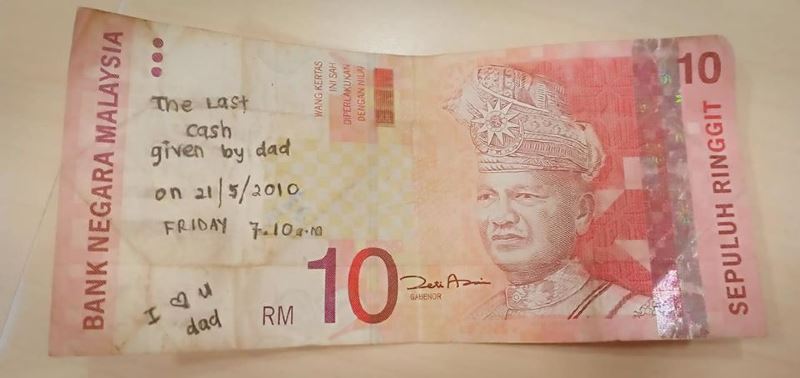 BANK NEGARA MALAYSIA
The Last
Cash
given by dad
on 21/5/2010
FRIDAY 7.10a.m
I ♡ u
dad
WANG KERTAS
INI SAH
DIPERLAKUKAN
DENGAN NILAI
RM 10
GABENOR
10
SEPULUH RINGGIT